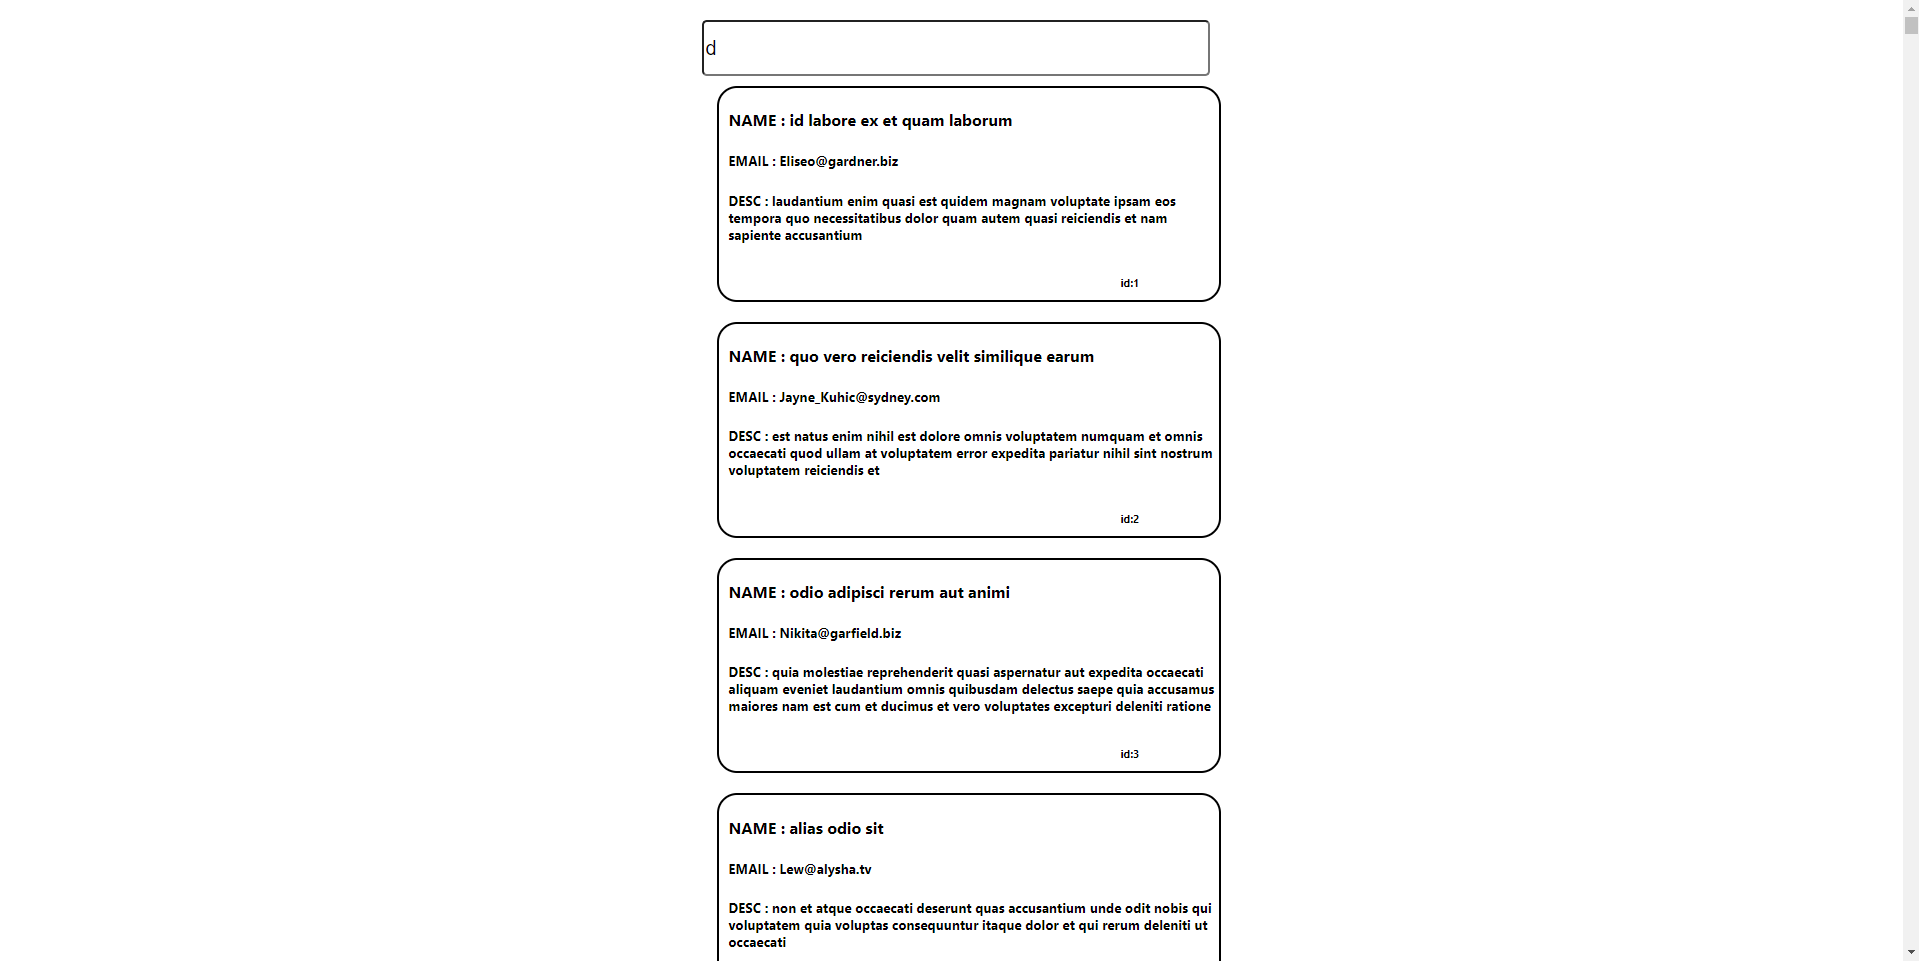 d
NAME : id labore ex et quam laborum
EMAIL : Eliseo@gardner.biz
DESC : laudantium enim quasi est quidem magnam voluptate ipsam eos
tempora quo necessitatibus dolor quam autem quasi reiciendis et nam
sapiente accusantium
id:1
NAME : quo vero reiciendis velit similique earum
EMAIL : Jayne_Kuhic@sydney.com
DESC : est natus enim nihil est dolore omnis voluptatem numquam et omnis
occaecati quod ullam at voluptatem error expedita pariatur nihil sint nostrum
voluptatem reiciendis et
id:2
NAME : odio adipisci rerum aut animi
EMAIL : Nikita@garfield.biz
DESC : quia molestiae reprehenderit quasi aspernatur aut expedita occaecati
aliquam eveniet laudantium omnis quibusdam delectus saepe quia accusamus
maiores nam est cum et ducimus et vero voluptates excepturi deleniti ratione
id:3
NAME : alias odio sit
EMAIL : Lew@alysha.tv
DESC : non et atque occaecati deserunt quas accusantium unde odit nobis qui
voluptatem quia voluptas consequuntur itaque dolor et qui rerum deleniti ut
occaecati